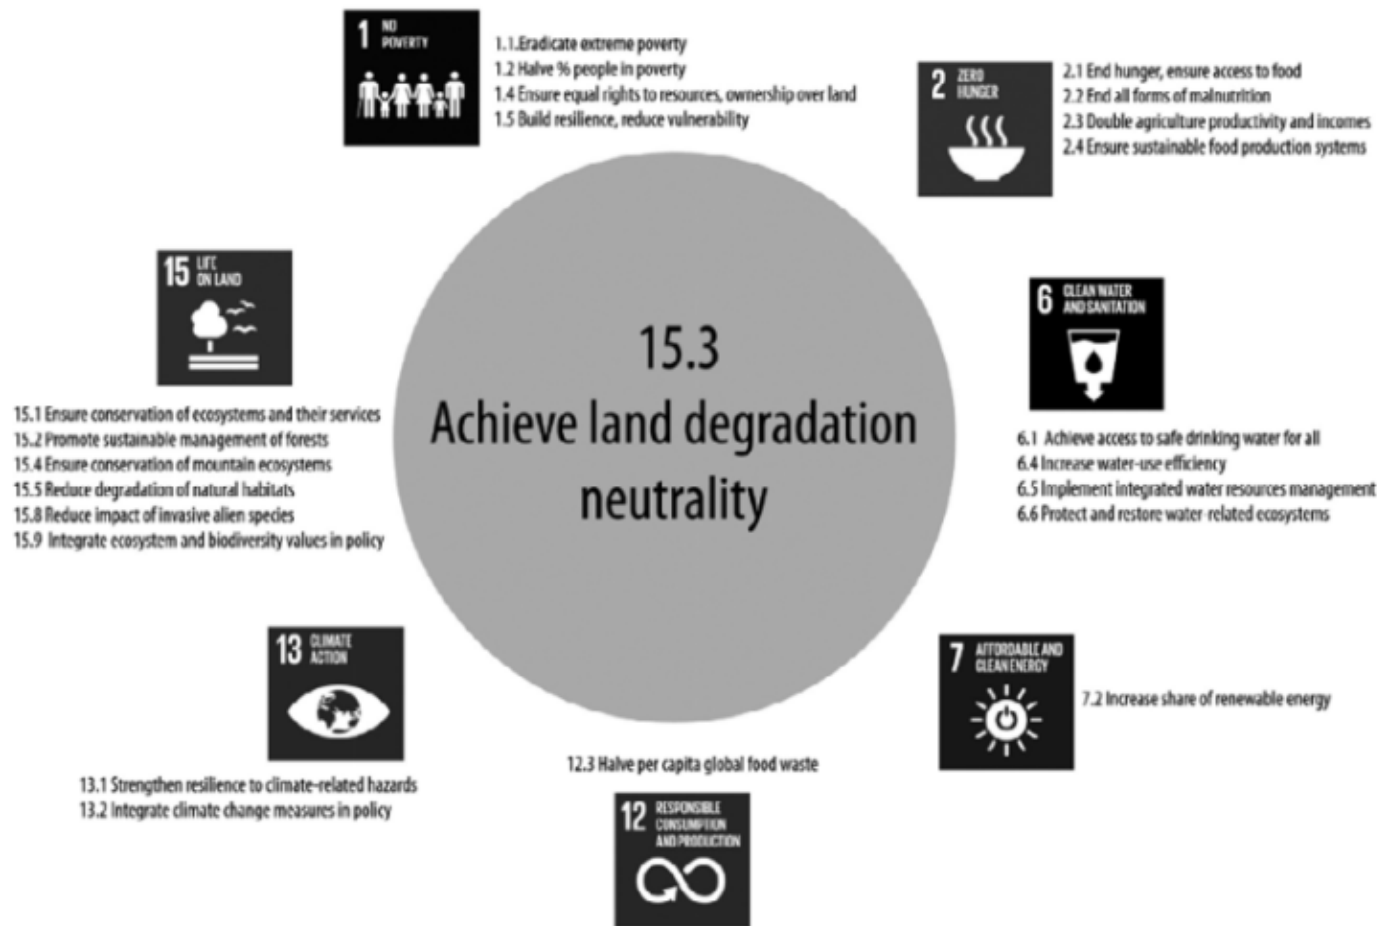 1 NO
POVERTY
1.1.Eradicate extreme poverty
1.2 Halve % people in poverty
1.4 Ensure equal rights to resources, ownership over land
1.5 Build resilience, reduce vulnerability
2 ZERO
HUNGER
2.1 End hunger, ensure access to food
2.2 End all forms of malnutrition
2.3 Double agriculture productivity and incomes
2.4 Ensure sustainable food production systems
15 LIFE
ON LAND
15.1 Ensure conservation of ecosystems and their services
15.2 Promote sustainable management of forests
15.4 Ensure conservation of mountain ecosystems
15.5 Reduce degradation of natural habitats
15.8 Reduce impact of invasive alien species
15.9 Integrate ecosystem and biodiversity values in policy
15.3
Achieve land degradation
neutrality
6 CLEAN WATER
AND SANITATION
6.1 Achieve access to safe drinking water for all
6.4 Increase water-use efficiency
6.5 Implement integrated water resources management
6.6 Protect and restore water-related ecosystems
13 CLIMATE
ACTION
13.1 Strengthen resilience to climate-related hazards
13.2 Integrate climate change measures in policy
7 AFFORDABLE AND
CLEAN ENERGY
7.2 Increase share of renewable energy
12.3 Halve per capita global food waste
12 RESPONSIBLE
CONSUMPTION
AND PRODUCTION